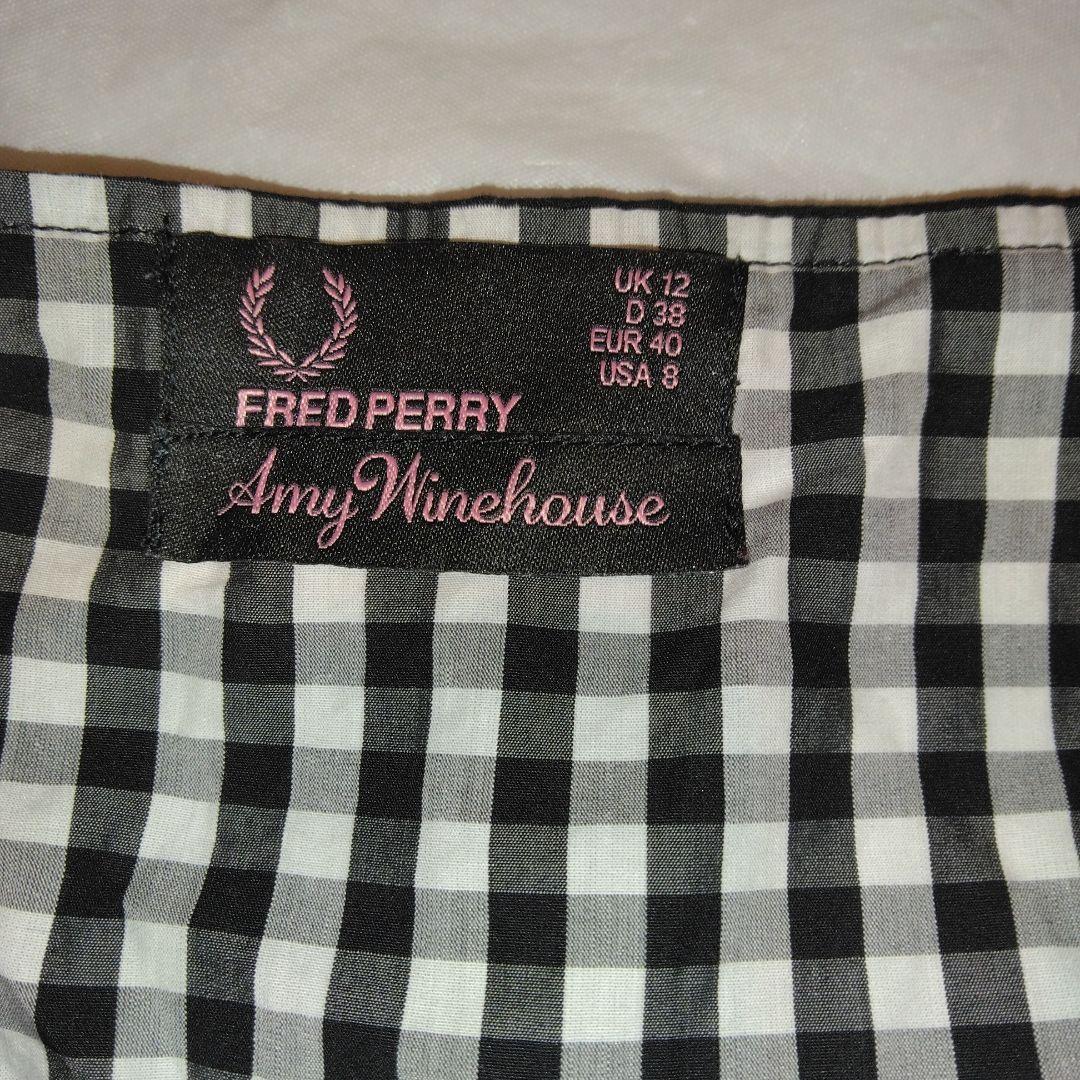 UK 12
D 38
EUR 40
USA 8
FRED PERRY
Amy Winehouse